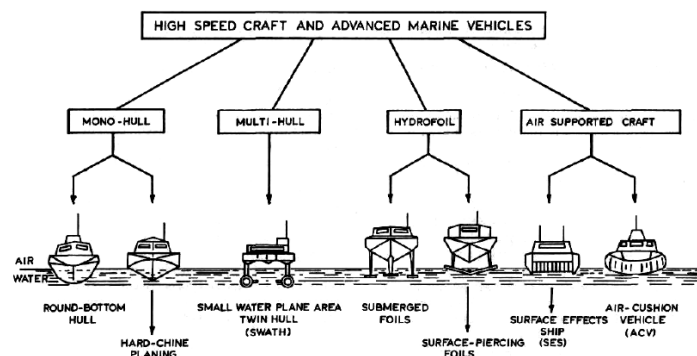 HIGH SPEED CRAFT AND ADVANCED MARINE VEHICLES
MONO-HULL
MULTI-HULL
HYDROFOIL
AIR SUPPORTED CRAFT
AIR
WATER
ROUND-BOTTOM
HULL
HARD-CHINE
PLANING
SMALL WATER PLANE AREA
TWIN HULL
(SWATH)
SUBMERGED
FOILS
SURFACE-PIERCING
FOILS
SURFACE EFFECTS
SHIP
(SES)
AIR-CUSHION
VEHICLE
(ACV)